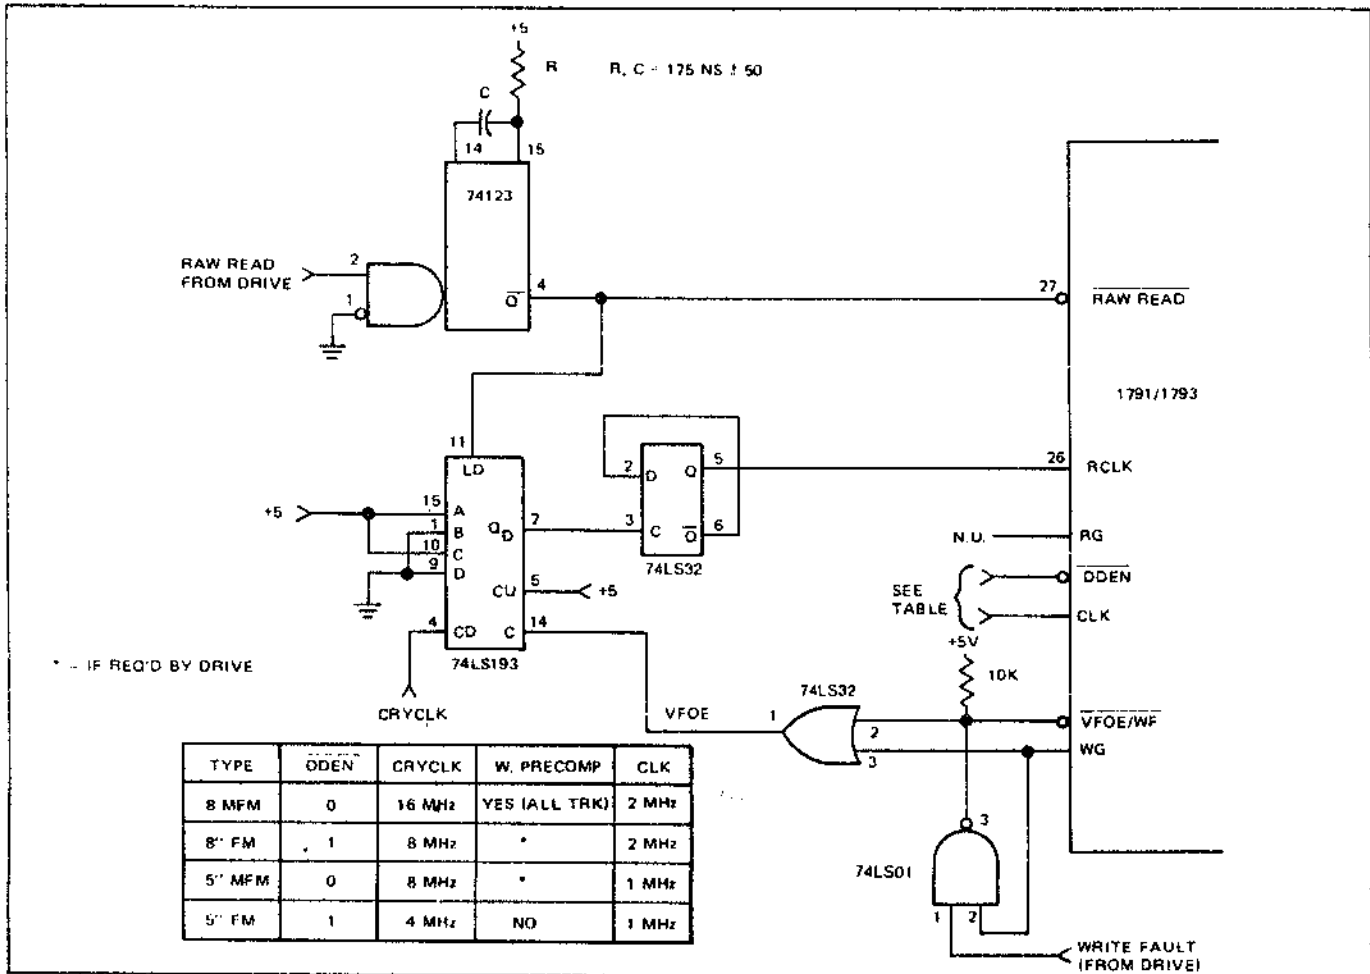 +5
R
R, C = 175 NS ± 50
C
14
15
74123
RAW READ
FROM DRIVE
2
1
Q
4
27
RAW READ
1791/1793
11
LD
+5
15
A
1
B
10
C
9
D
QD
7
CU
5
+5
4
CD
C
14
74LS193
CRYCLK
2
D
Q
5
3
C
Q
6
74LS32
26
RCLK
N.U.
RG
SEE
TABLE
DDEN
CLK
+5V
10K
74LS32
VFOE
1
2
3
VFOE/WF
WG
3
74LS01
1
2
WRITE FAULT
(FROM DRIVE)
* - IF REQ'D BY DRIVE
TYPE DDEN CRYCLK W. PRECOMP CLK
8 MFM 0 16 MHz YES (ALL TRK) 2 MHz
8" FM 1 8 MHz * 2 MHz
5" MFM 0 8 MHz * 1 MHz
5" FM 1 4 MHz NO 1 MHz